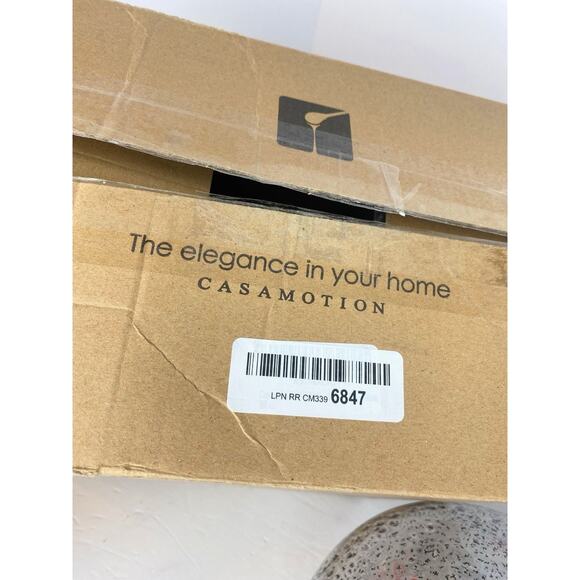 The elegance in your home
CASAMOTION
LPN RR CM339 6847